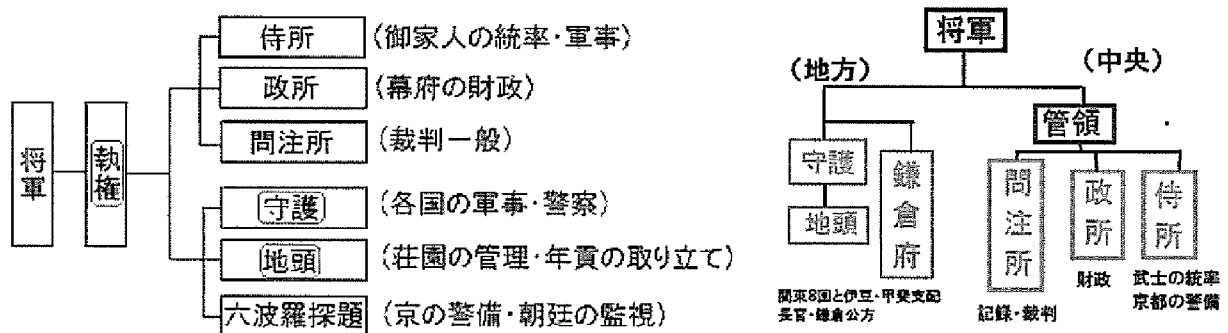 将軍
執権
侍所 (御家人の統率・軍事)
政所 (幕府の財政)
問注所 (裁判一般)
守護 (各国の軍事・警察)
地頭 (荘園の管理・年貢の取り立て)
六波羅探題 (京の警備・朝廷の監視)
将軍
(地方)
(中央)
管領
守護
地頭
鎌倉府
関東8国と伊豆・甲斐支配
長官・鎌倉公方
問注所
記録・裁判
政所
財政
侍所
武士の統率
京都の警備